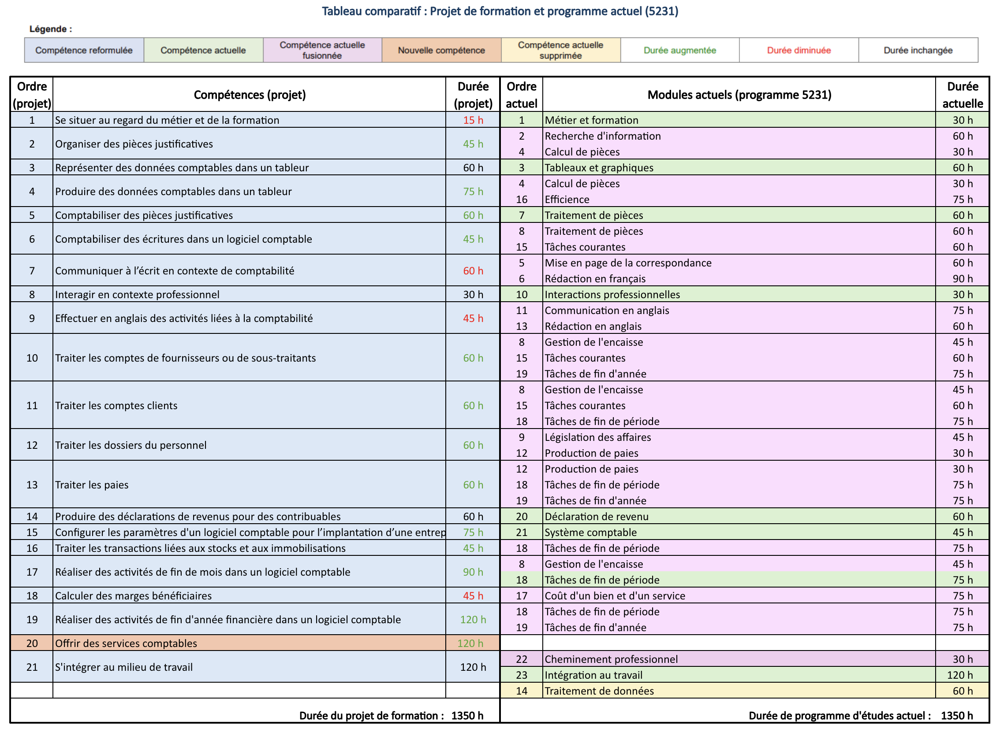 Tableau comparatif : Projet de formation et programme actuel (5231)
Légende :
Compétence reformulée
Compétence actuelle
Compétence actuelle
fusionnée
Nouvelle compétence
Compétence actuelle
supprimée
Durée augmentée
Durée diminuée
Durée inchangée
Ordre
(projet)
Compétences (projet)
Durée
(projet)
Ordre
actuel
Modules actuels (programme 5231)
Durée
actuelle
1 Se situer au regard du métier et de la formation 15 h 1 Métier et formation 30 h
2 Organiser des pièces justificatives 45 h
2 Recherche d'information 60 h
4 Calcul de pièces 30 h
3 Représenter des données comptables dans un tableur 60 h 3 Tableaux et graphiques 60 h
4 Produire des données comptables dans un tableur 75 h
4 Calcul de pièces 30 h
16 Efficience 75 h
5 Comptabiliser des pièces justificatives 60 h 7 Traitement de pièces 60 h
6 Comptabiliser des écritures dans un logiciel comptable 45 h
8 Traitement de pièces 60 h
15 Tâches courantes 60 h
7 Communiquer à l’écrit en contexte de comptabilité 60 h
5 Mise en page de la correspondance 60 h
6 Rédaction en français 90 h
8 Interagir en contexte professionnel 30 h 10 Interactions professionnelles 30 h
9 Effectuer en anglais des activités liées à la comptabilité 45 h
11 Communication en anglais 75 h
13 Rédaction en anglais 60 h
10 Traiter les comptes de fournisseurs ou de sous-traitants 60 h
8 Gestion de l'encaisse 45 h
15 Tâches courantes 60 h
19 Tâches de fin d'année 75 h
11 Traiter les comptes clients 60 h
8 Gestion de l'encaisse 45 h
15 Tâches courantes 60 h
18 Tâches de fin de période 75 h
12 Traiter les dossiers du personnel 60 h
9 Législation des affaires 45 h
12 Production de paies 30 h
13 Traiter les paies 60 h
12 Production de paies 30 h
18 Tâches de fin de période 75 h
19 Tâches de fin d'année 75 h
14 Produire des déclarations de revenus pour des contribuables 60 h 20 Déclaration de revenu 60 h
15 Configurer les paramètres d'un logiciel comptable pour l’implantation d’une entrep 75 h 21 Système comptable 45 h
16 Traiter les transactions liées aux stocks et aux immobilisations 45 h 18 Tâches de fin de période 75 h
17 Réaliser des activités de fin de mois dans un logiciel comptable 90 h
8 Gestion de l'encaisse 45 h
18 Tâches de fin de période 75 h
18 Calculer des marges bénéficiaires 45 h 17 Coût d'un bien et d'un service 75 h
19 Réaliser des activités de fin d'année financière dans un logiciel comptable 120 h
18 Tâches de fin de période 75 h
19 Tâches de fin d'année 75 h
20 Offrir des services comptables 120 h
21 S'intégrer au milieu de travail 120 h
22 Cheminement professionnel 30 h
23 Intégration au travail 120 h
14 Traitement de données 60 h
Durée du projet de formation : 1350 h Durée de programme d'études actuel : 1350 h